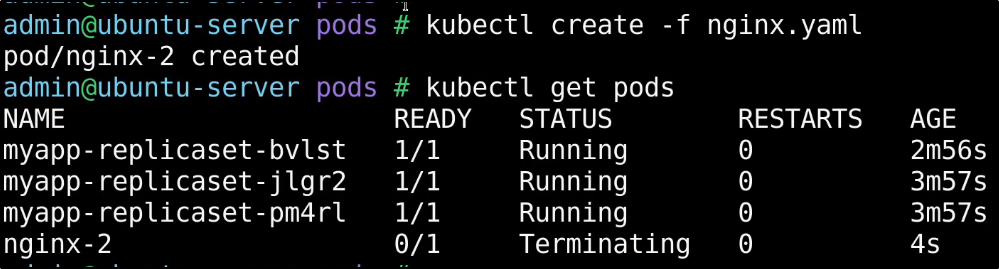 admin@ubuntu-server pods # kubectl create -f nginx.yaml
pod/nginx-2 created
admin@ubuntu-server pods # kubectl get pods
NAME READY STATUS RESTARTS AGE
myapp-replicaset-bvlst 1/1 Running 0 2m56s
myapp-replicaset-jlgr2 1/1 Running 0 3m57s
myapp-replicaset-pm4rl 1/1 Running 0 3m57s
nginx-2 0/1 Terminating 0 4s